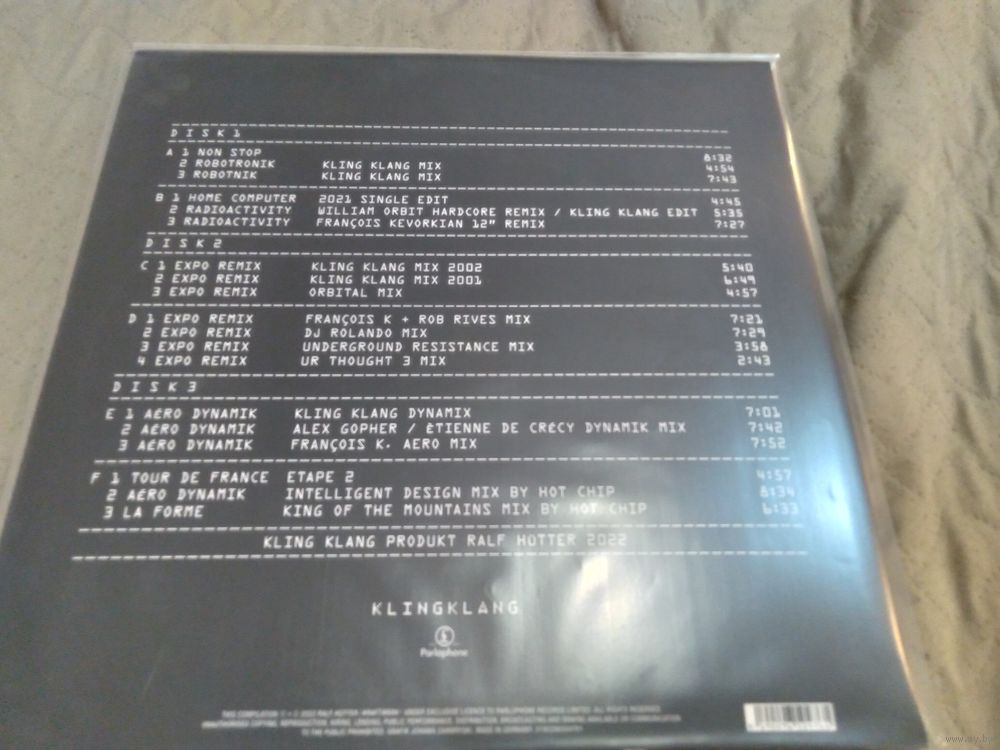 DISK1
A 1 NON STOP 8:32
2 ROBOTRONIK KLING KLANG MIX 4:54
3 ROBOTNIK KLING KLANG MIX 7:43
B 1 HOME COMPUTER 2021 SINGLE EDIT 4:45
2 RADIOACTIVITY WILLIAM ORBIT HARDCORE REMIX / KLING KLANG EDIT 5:35
3 RADIOACTIVITY FRANÇOIS KEVORKIAN 12" REMIX 7:27
DISK2
C 1 EXPO REMIX KLING KLANG MIX 2002 5:40
2 EXPO REMIX KLING KLANG MIX 2001 6:49
3 EXPO REMIX ORBITAL MIX 4:57
D 1 EXPO REMIX FRANÇOIS K + ROB RIVES MIX 7:21
2 EXPO REMIX DJ ROLANDO MIX 7:29
3 EXPO REMIX UNDERGROUND RESISTANCE MIX 3:58
4 EXPO REMIX UR THOUGHT 3 MIX 2:43
DISK3
E 1 AÉRO DYNAMIK KLING KLANG DYNAMIX 7:01
2 AÉRO DYNAMIK ALEX GOPHER / ÈTIENNE DE CRÉCY DYNAMIK MIX 7:42
3 AÉRO DYNAMIK FRANÇOIS K. AERO MIX 7:52
F 1 TOUR DE FRANCE ETAPE 2 4:57
2 AÉRO DYNAMIK INTELLIGENT DESIGN MIX BY HOT CHIP 8:34
3 LA FORME KING OF THE MOUNTAINS MIX BY HOT CHIP 6:33
KLING KLANG PRODUKT RALF HÜTTER 2022
KLINGKLANG
Parlophone